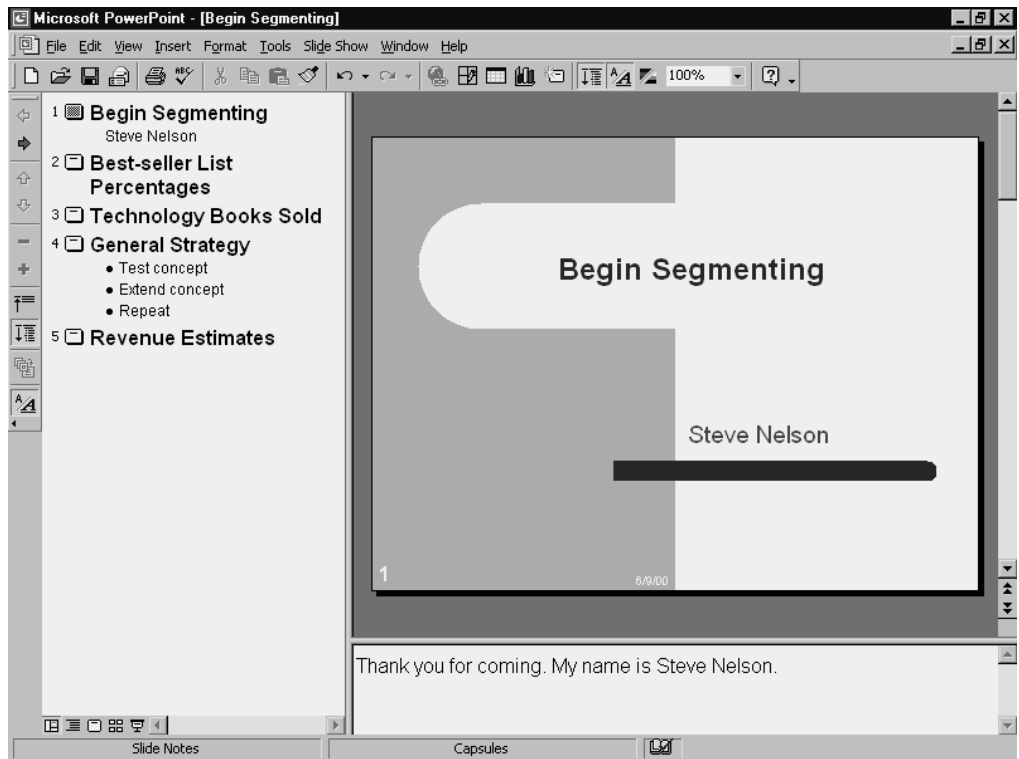 Microsoft PowerPoint - [Begin Segmenting]
File Edit View Insert Format Tools Slide Show Window Help
ABC
100%
1 Begin Segmenting
Steve Nelson
2 Best-seller List
Percentages
3 Technology Books Sold
4 General Strategy
• Test concept
• Extend concept
• Repeat
5 Revenue Estimates
Begin Segmenting
Steve Nelson
1
6/9/00
Thank you for coming. My name is Steve Nelson.
Slide Notes
Capsules